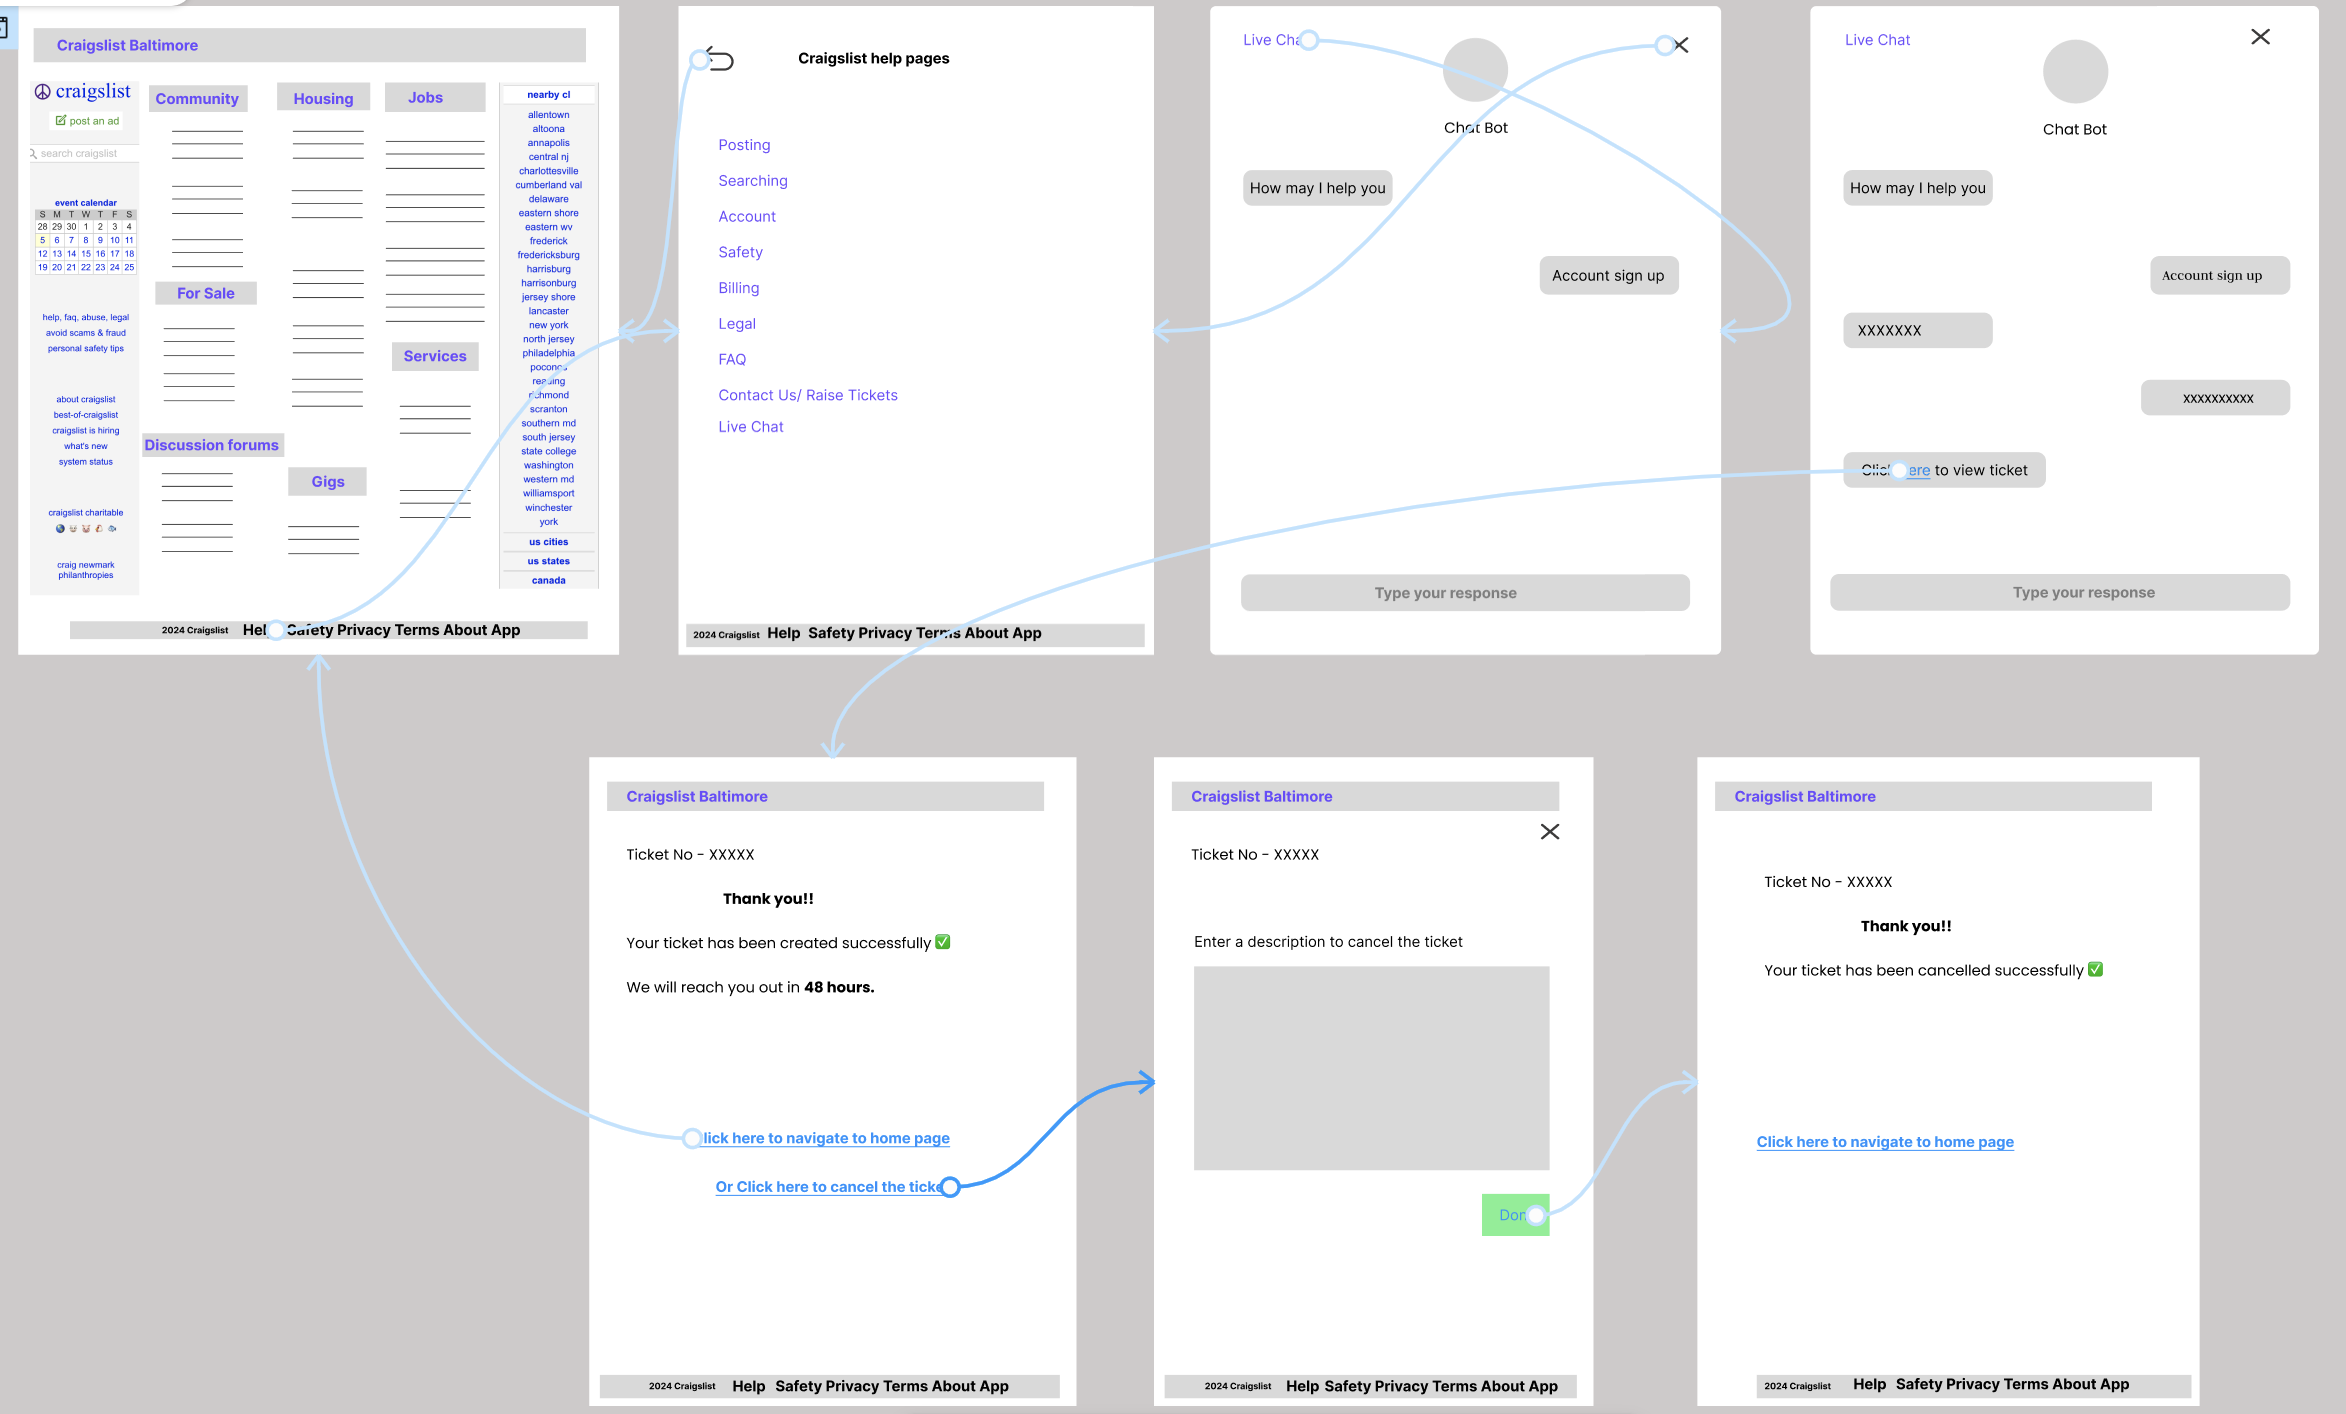 Craigslist Baltimore
craigslist
post an ad
search craigslist
event calendar
S M T W T F S
28 29 30 1 2 3 4
5 6 7 8 9 10 11
12 13 14 15 16 17 18
19 20 21 22 23 24 25
help, faq, abuse, legal
avoid scams & fraud
personal safety tips
about craigslist
best-of-craigslist
craigslist is hiring
what's new
system status
craigslist charitable
craig newmark
philanthropies
Community
For Sale
Discussion forums
Housing
Gigs
Jobs
Services
nearby cl
allentown
altoona
annapolis
central nj
charlottesville
cumberland val
delaware
eastern shore
eastern wv
frederick
fredericksburg
harrisburg
harrisonburg
jersey shore
lancaster
new york
north jersey
philadelphia
poconos
reading
richmond
scranton
southern md
south jersey
state college
washington
western md
williamsport
winchester
york
us cities
us states
canada
2024 Craigslist Help Safety Privacy Terms About App
Craigslist help pages
Posting
Searching
Account
Safety
Billing
Legal
FAQ
Contact Us/ Raise Tickets
Live Chat
2024 Craigslist Help Safety Privacy Terms About App
Live Chat
Chat Bot
How may I help you
Account sign up
Type your response
Live Chat
Chat Bot
How may I help you
Account sign up
XXXXXXX
xxxxxxxxxx
Click here to view ticket
Type your response
Craigslist Baltimore
Ticket No - XXXXX
Thank you!!
Your ticket has been created successfully ✅
We will reach you out in 48 hours.
Click here to navigate to home page
Or Click here to cancel the ticket
2024 Craigslist Help Safety Privacy Terms About App
Craigslist Baltimore
Ticket No - XXXXX
Enter a description to cancel the ticket
Done
2024 Craigslist Help Safety Privacy Terms About App
Craigslist Baltimore
Ticket No - XXXXX
Thank you!!
Your ticket has been cancelled successfully ✅
Click here to navigate to home page
2024 Craigslist Help Safety Privacy Terms About App